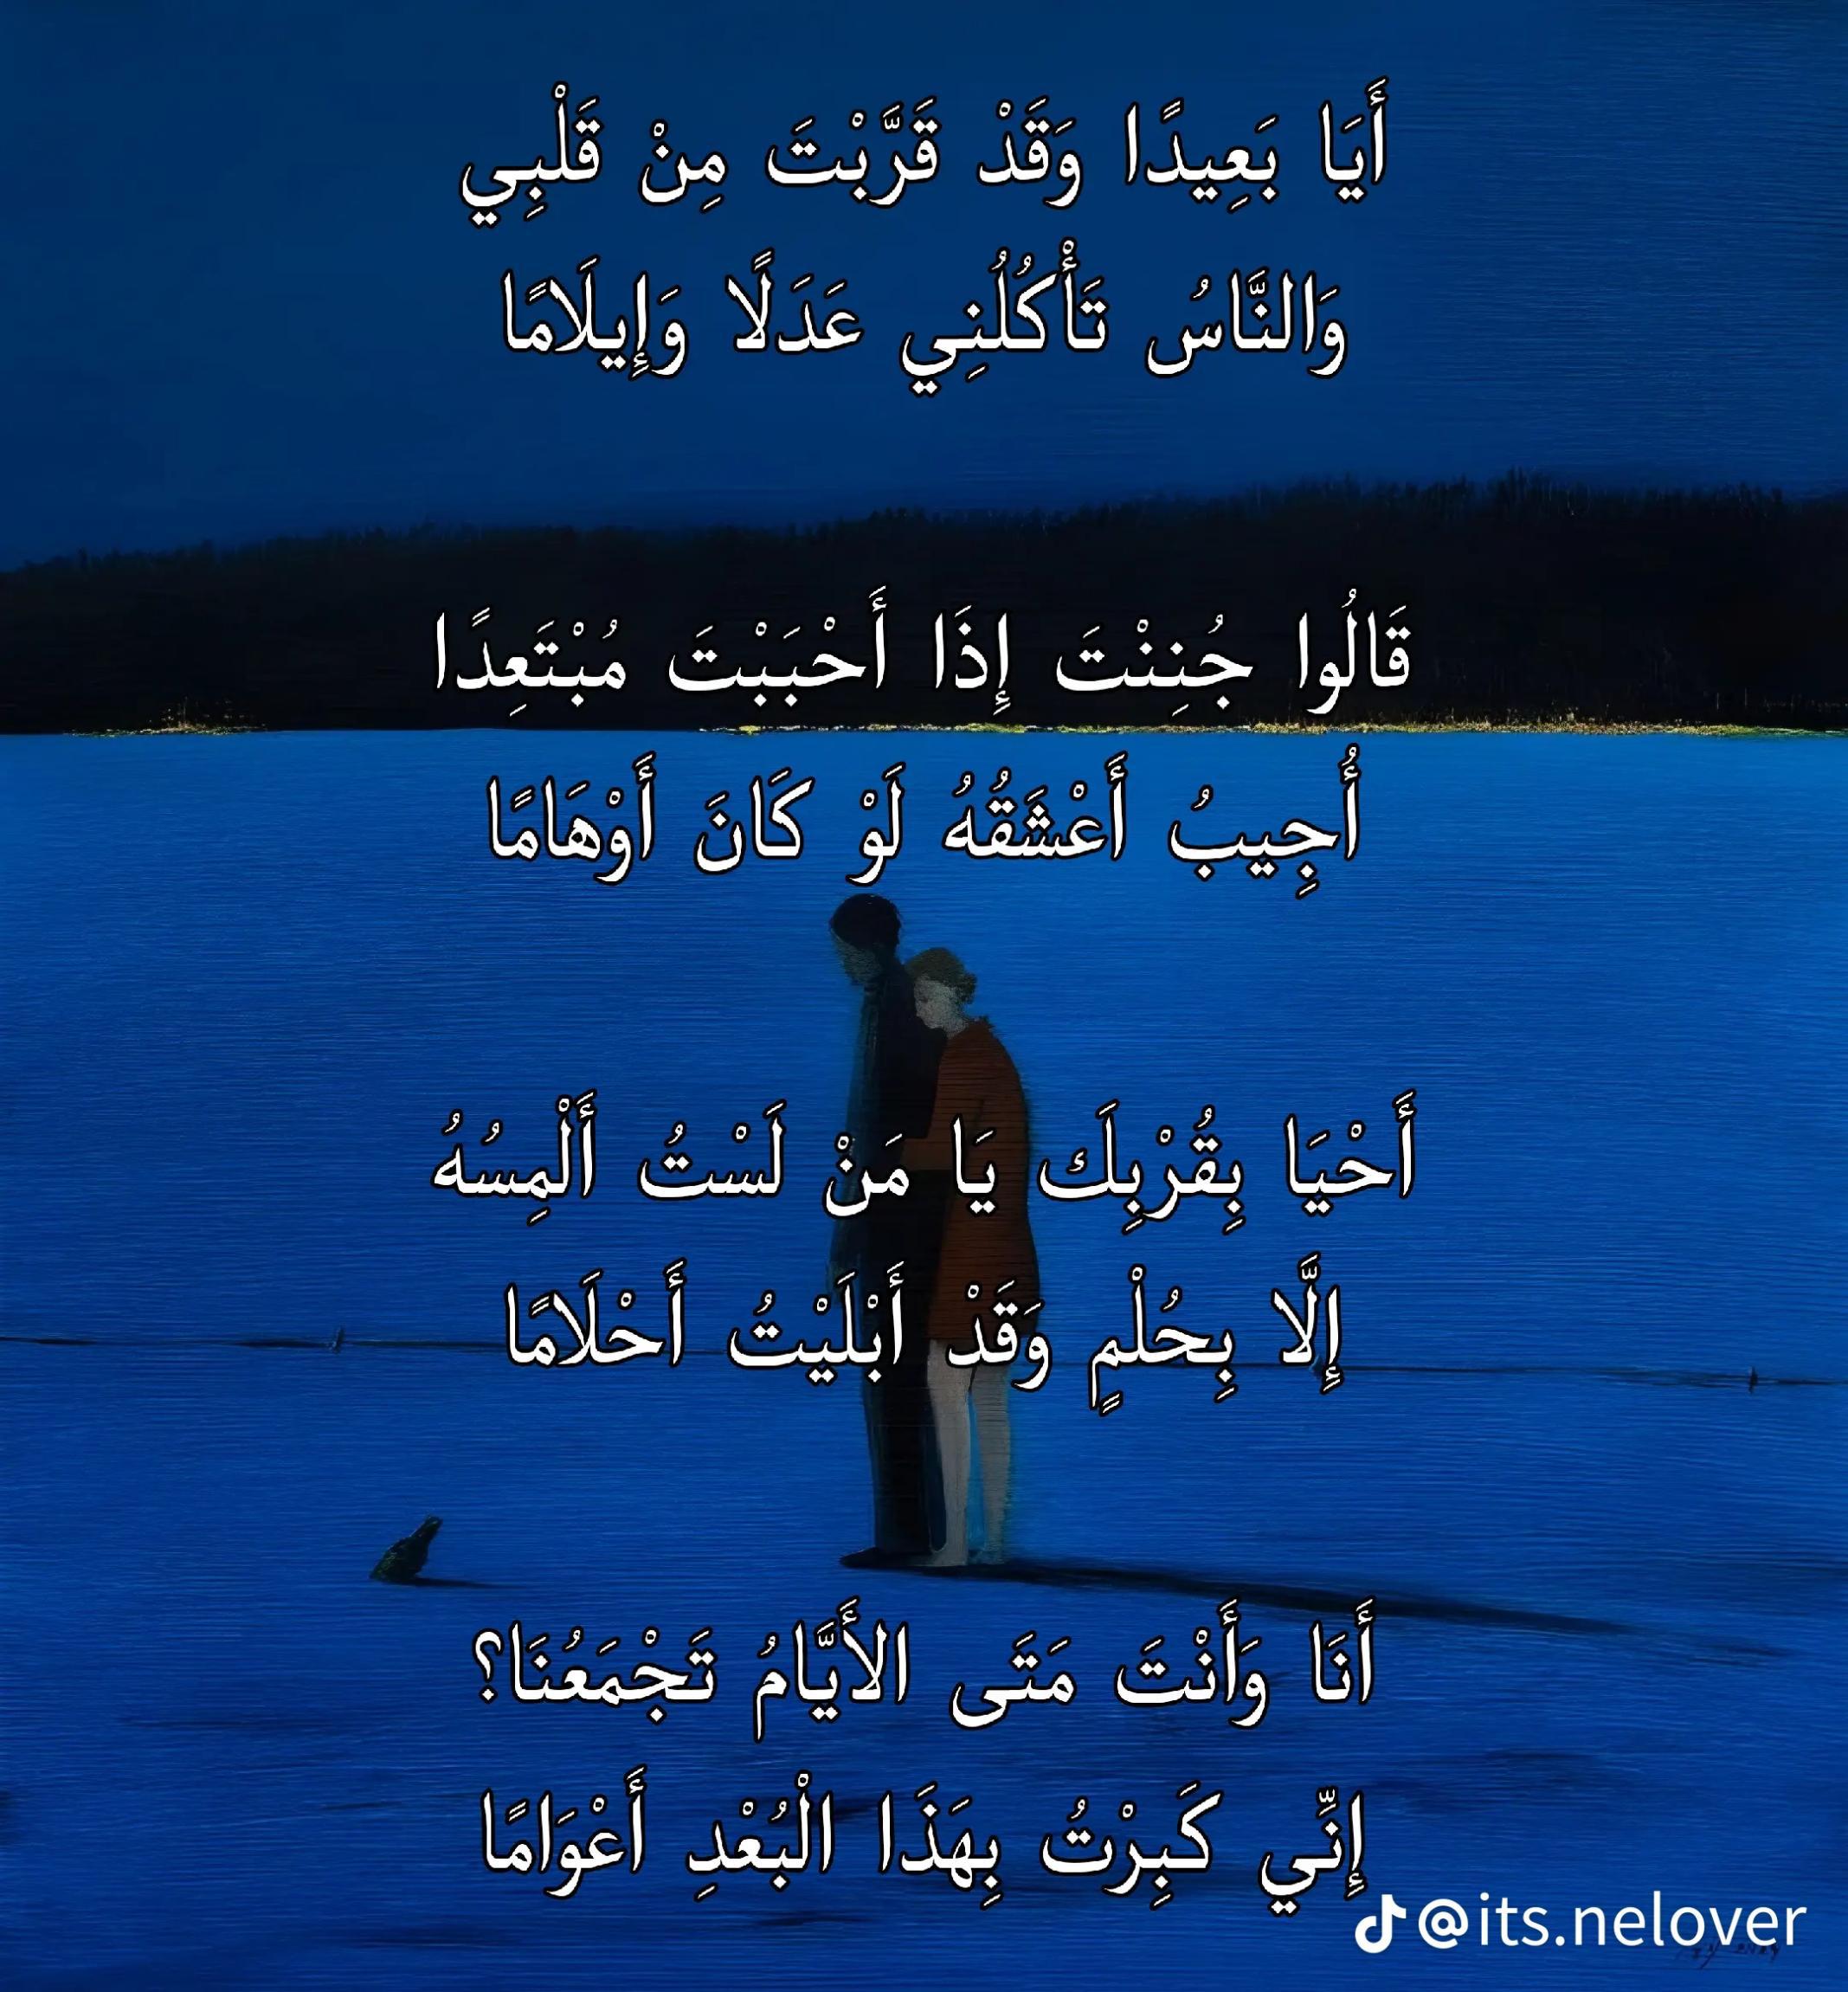 أَيَا بَعِيدًا وَقَدْ قَرَّبْتَ مِنْ قَلْبِي
وَالنَّاسُ تَأْكُلُنِي عَدَلًا وَإِيلَامًا
قَالُوا جُنِنْتَ إِذَا أَحْبَبْتَ مُبْتَعِدًا
أُجِيبُ أَعْشَقُهُ لَوْ كَانَ أَوْهَامًا
أَحْيَا بِقُرْبِكَ يَا مَنْ لَسْتُ أَلْمِسُهُ
إِلَّا بِحُلْمٍ وَقَدْ أَبْلَيْتُ أَحْلَامًا
أَنَا وَأَنْتَ مَتَى الأَيَّامُ تَجْمَعُنَا؟
إِنِّي كَبِرْتُ بِهَذَا الْبُعْدِ أَعْوَامًا
@its.nelover